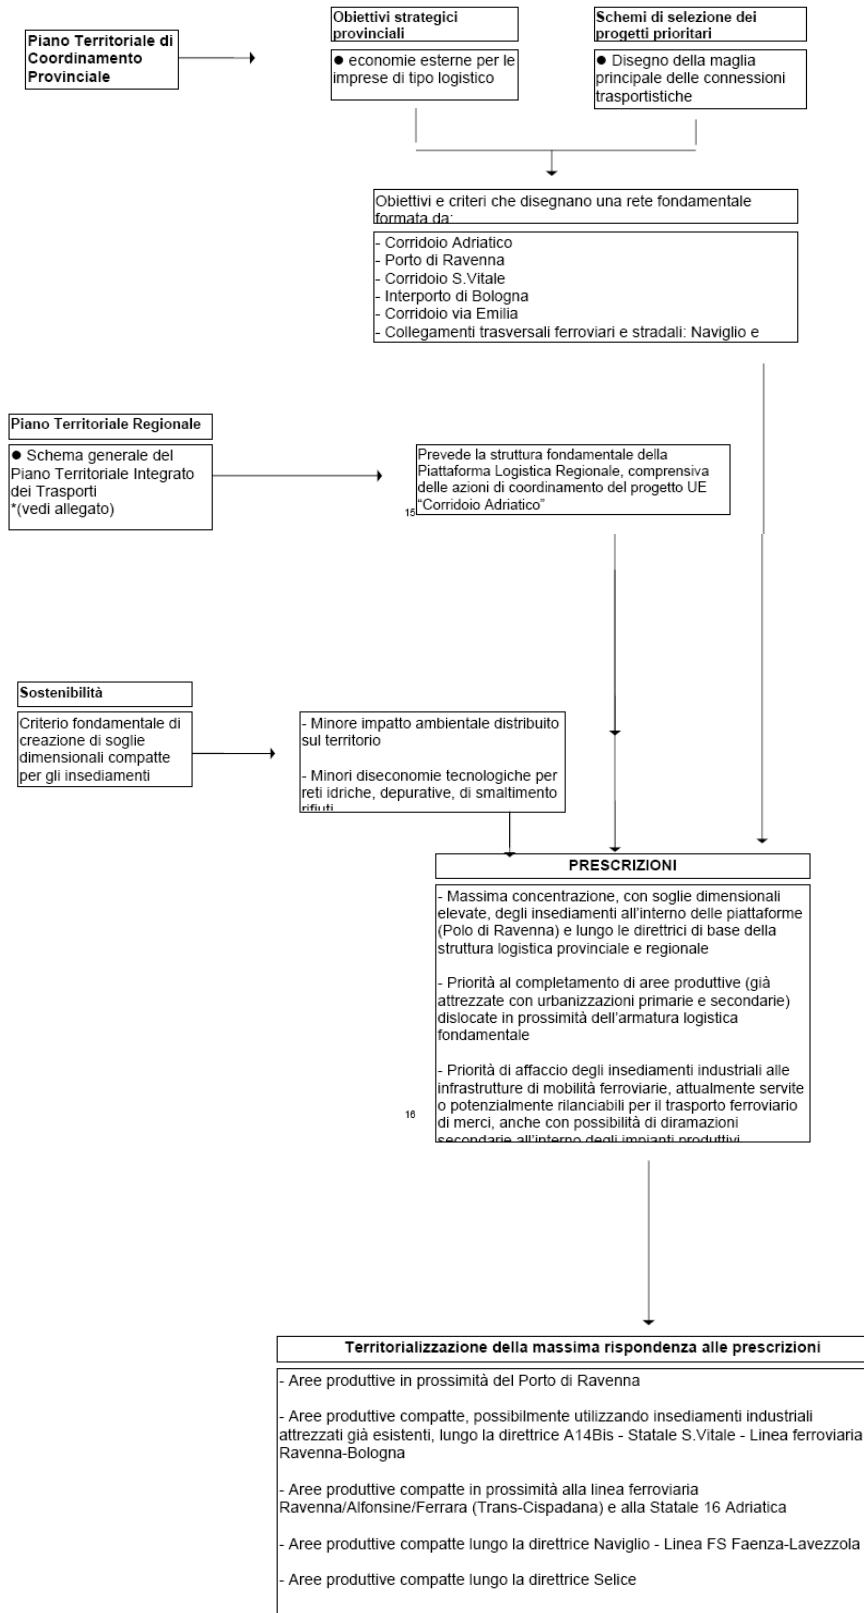 Piano Territoriale di
Coordinamento
Provinciale
Obiettivi strategici
provinciali
● economie esterne per le
imprese di tipo logistico
Schemi di selezione dei
progetti prioritari
● Disegno della maglia
principale delle connessioni
trasportistiche
Obiettivi e criteri che disegnano una rete fondamentale
formata da:
- Corridoio Adriatico
- Porto di Ravenna
- Corridoio S.Vitale
- Interporto di Bologna
- Corridoio via Emilia
- Collegamenti trasversali ferroviari e stradali: Naviglio e
Piano Territoriale Regionale
● Schema generale del
Piano Territoriale Integrato
dei Trasporti
*(vedi allegato)
Prevede la struttura fondamentale della
Piattaforma Logistica Regionale, comprensiva
delle azioni di coordinamento del progetto UE
“Corridoio Adriatico”
15
Sostenibilità
Criterio fondamentale di
creazione di soglie
dimensionali compatte
per gli insediamenti
- Minore impatto ambientale distribuito
sul territorio
- Minori diseconomie tecnologiche per
reti idriche, depurative, di smaltimento
rifiuti
PRESCRIZIONI
- Massima concentrazione, con soglie dimensionali
elevate, degli insediamenti all’interno delle piattaforme
(Polo di Ravenna) e lungo le direttrici di base della
struttura logistica provinciale e regionale
- Priorità al completamento di aree produttive (già
attrezzate con urbanizzazioni primarie e secondarie)
dislocate in prossimità dell’armatura logistica
fondamentale
- Priorità di affaccio degli insediamenti industriali alle
infrastrutture di mobilità ferroviarie, attualmente servite
o potenzialmente rilanciabili per il trasporto ferroviario
di merci, anche con possibilità di diramazioni
secondarie all’interno degli impianti produttivi
16
Territorializzazione della massima rispondenza alle prescrizioni
- Aree produttive in prossimità del Porto di Ravenna
- Aree produttive compatte, possibilmente utilizzando insediamenti industriali
attrezzati già esistenti, lungo la direttrice A14Bis - Statale S.Vitale - Linea ferroviaria
Ravenna-Bologna
- Aree produttive compatte in prossimità alla linea ferroviaria
Ravenna/Alfonsine/Ferrara (Trans-Cispadana) e alla Statale 16 Adriatica
- Aree produttive compatte lungo la direttrice Naviglio - Linea FS Faenza-Lavezzola
- Aree produttive compatte lungo la direttrice Selice